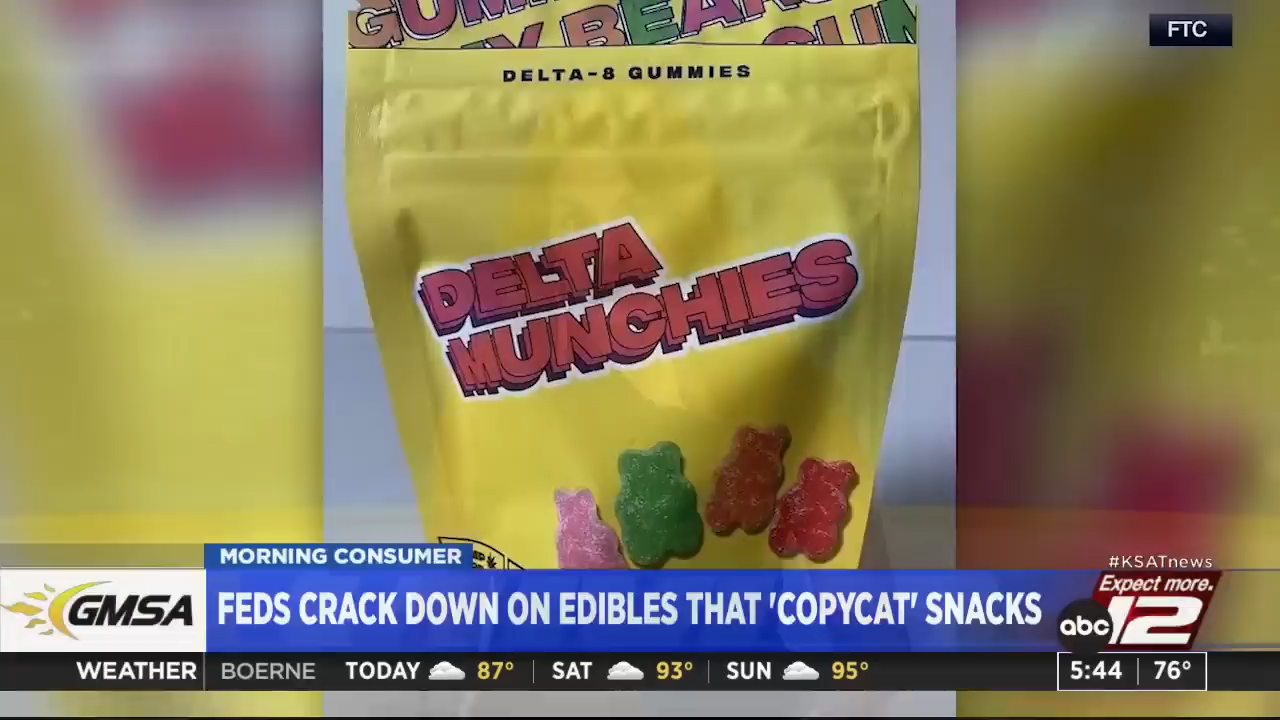 FTC
DELTA-8 GUMMIES
DELTA
MUNCHIES
MORNING CONSUMER
#KSATnews
GMSA
FEDS CRACK DOWN ON EDIBLES THAT 'COPYCAT' SNACKS
Expect more.
abc 12
WEATHER BOERNE TODAY 87° SAT 93° SUN 95° 5:44 76°